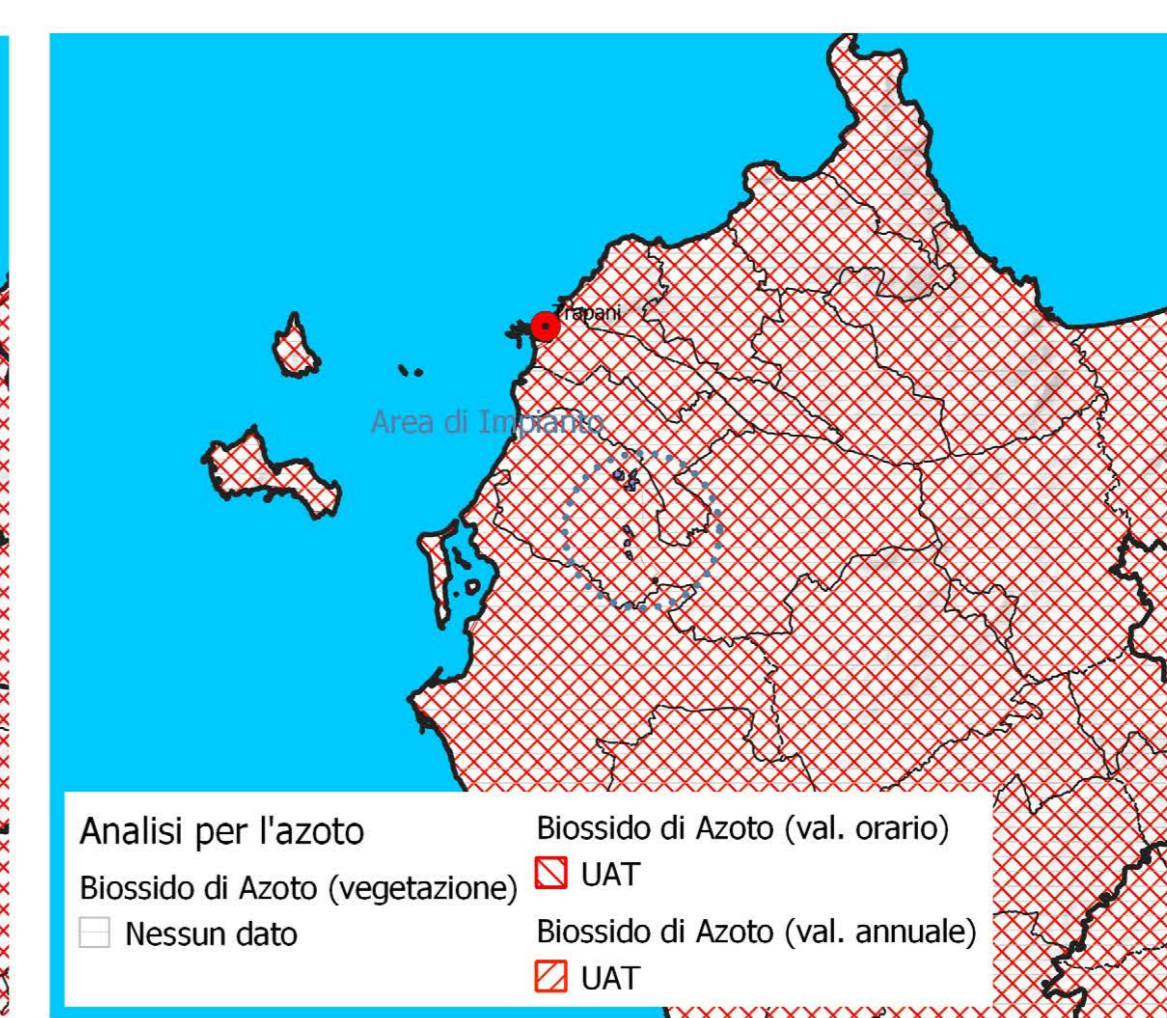 Trapani
Area di Impianto
Analisi per l'azoto
Biossido di Azoto (vegetazione)
Nessun dato
Biossido di Azoto (val. orario)
UAT
Biossido di Azoto (val. annuale)
UAT